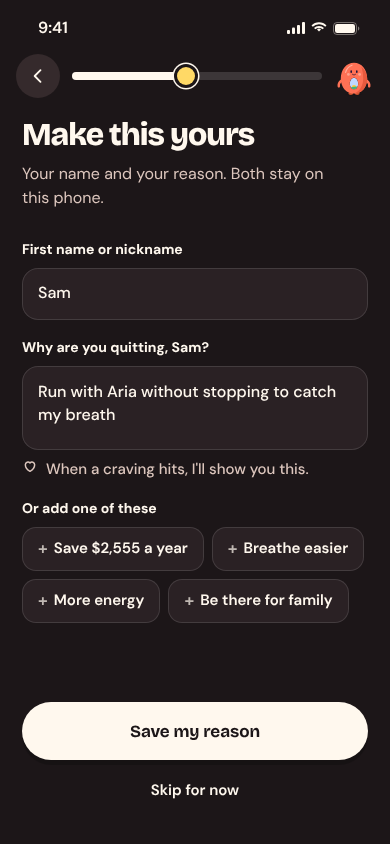 9:41
Make this yours
Your name and your reason. Both stay on
this phone.
First name or nickname
Sam
Why are you quitting, Sam?
Run with Aria without stopping to catch
my breath
When a craving hits, I'll show you this.
Or add one of these
+ Save $2,555 a year
+ Breathe easier
+ More energy
+ Be there for family
Save my reason
Skip for now